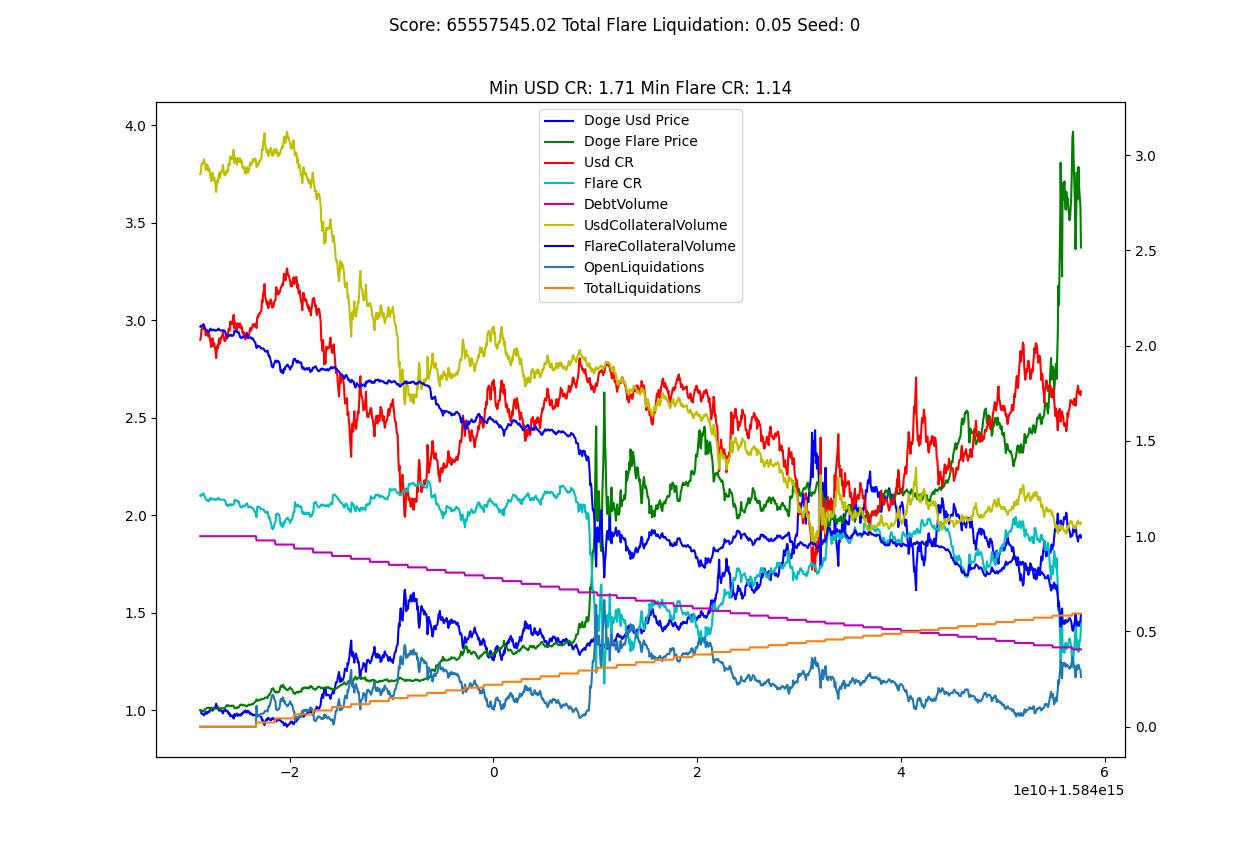 Score: 65557545.02 Total Flare Liquidation: 0.05 Seed: 0
Min USD CR: 1.71 Min Flare CR: 1.14
Doge Usd Price
Doge Flare Price
Usd CR
Flare CR
DebtVolume
UsdCollateralVolume
FlareCollateralVolume
OpenLiquidations
TotalLiquidations
4.0
3.5
3.0
2.5
2.0
1.5
1.0
3.0
2.5
2.0
1.5
1.0
0.5
0.0
−2
0
2
4
6
1e10+1.584e15